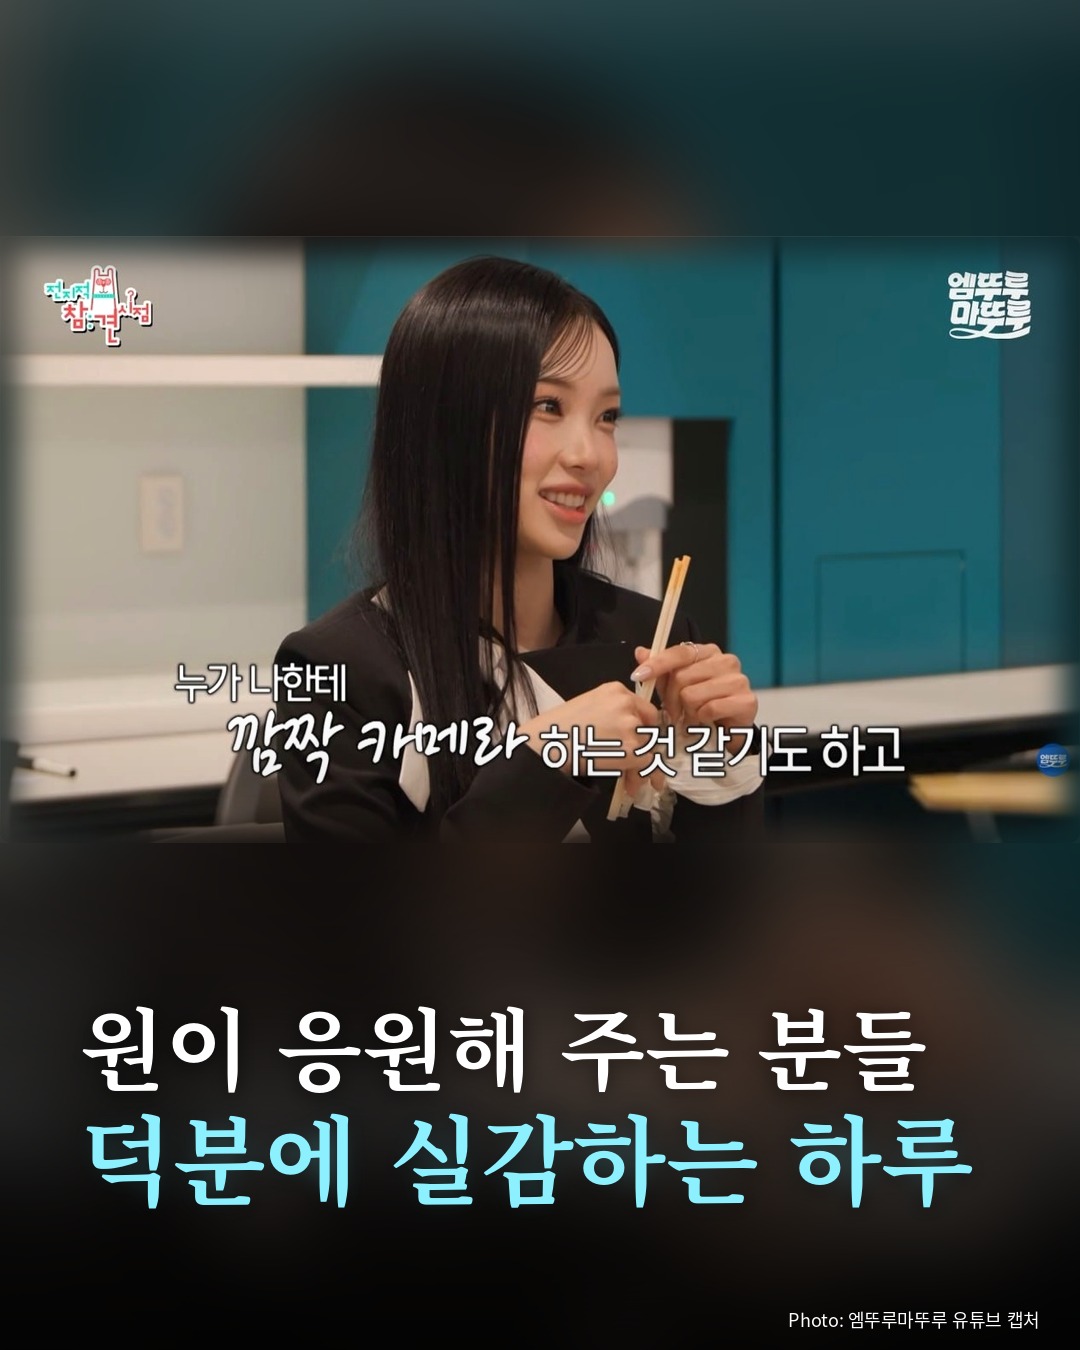 전지적
참견시점
엠뚜루
마뚜루
누가 나한테
깜짝 카메라 하는 것 같기도 하고
엠뚜루
원이 응원해 주는 분들
덕분에 실감하는 하루
Photo: 엠뚜루마뚜루 유튜브 캡처